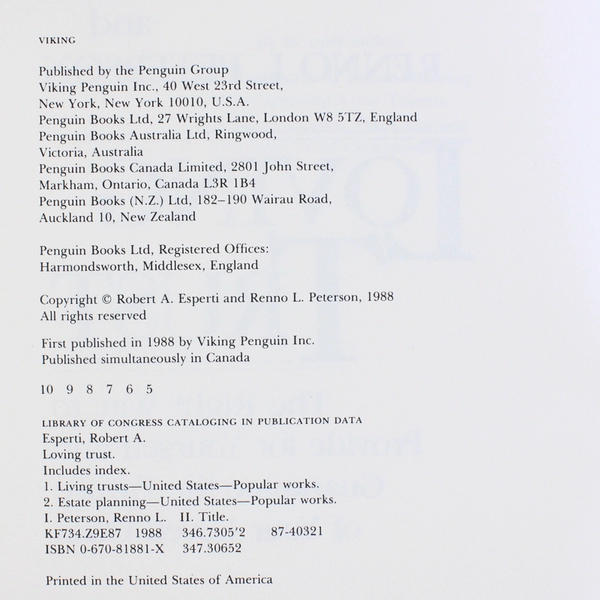 VIKING
Published by the Penguin Group
Viking Penguin Inc., 40 West 23rd Street,
New York, New York 10010, U.S.A.
Penguin Books Ltd, 27 Wrights Lane, London W8 5TZ, England
Penguin Books Australia Ltd, Ringwood,
Victoria, Australia
Penguin Books Canada Limited, 2801 John Street,
Markham, Ontario, Canada L3R 1B4
Penguin Books (N.Z.) Ltd, 182–190 Wairau Road,
Auckland 10, New Zealand
Penguin Books Ltd, Registered Offices:
Harmondsworth, Middlesex, England
Copyright © Robert A. Esperti and Renno L. Peterson, 1988
All rights reserved
First published in 1988 by Viking Penguin Inc.
Published simultaneously in Canada
10 9 8 7 6 5
LIBRARY OF CONGRESS CATALOGING IN PUBLICATION DATA
Esperti, Robert A.
Loving trust.
Includes index.
1. Living trusts—United States—Popular works.
2. Estate planning—United States—Popular works.
I. Peterson, Renno L. II. Title.
KF734.Z9E87 1988 346.7305'2 87-40321
ISBN 0-670-81881-X 347.30652
Printed in the United States of America